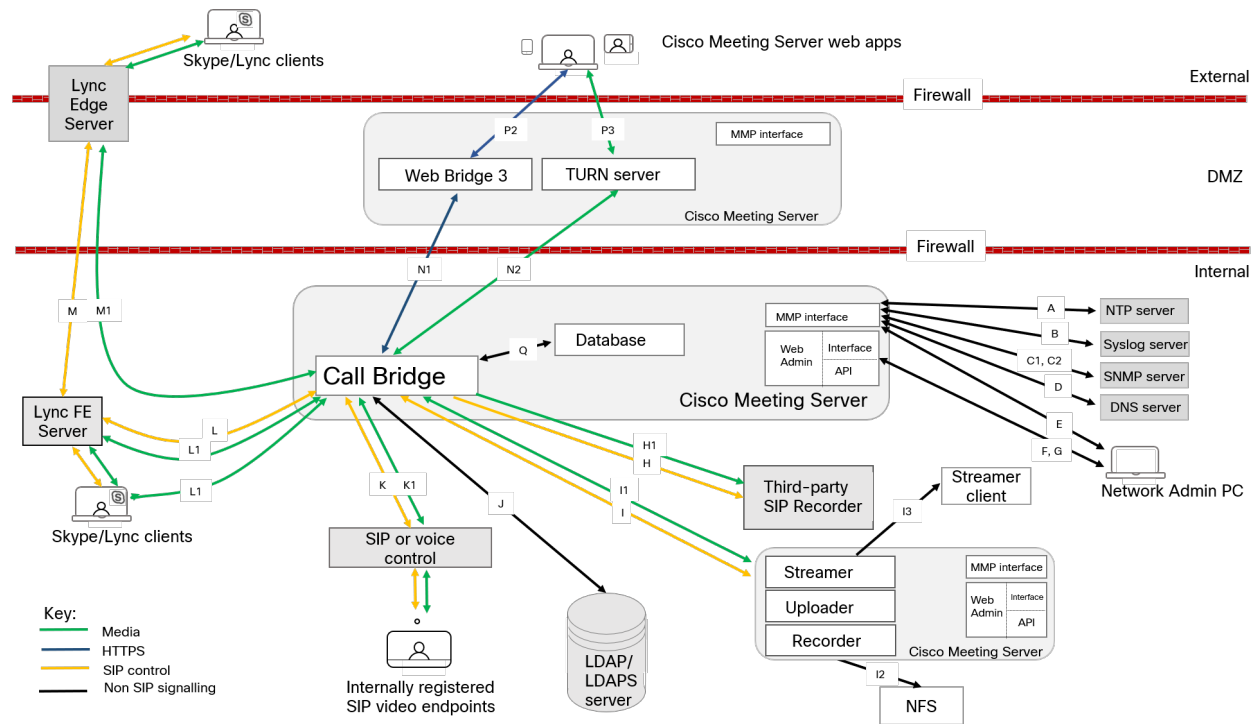 Cisco Meeting Server web apps
Skype/Lync clients
External
Lync
Edge
Server
Firewall
P2
P3
MMP interface
Web Bridge 3
TURN server
DMZ
Cisco Meeting Server
Firewall
Internal
N1
N2
M
M1
MMP interface
Web
Admin
Interface
API
Database
Q
Call Bridge
Cisco Meeting Server
A
NTP server
B
Syslog server
C1, C2
SNMP server
D
DNS server
E
F, G
Network Admin PC
Lync FE
Server
L
L1
L1
Skype/Lync clients
K
K1
J
H1
H
I1
I
Third-party
SIP Recorder
Streamer
client
I3
SIP or voice
control
Streamer
Uploader
Recorder
MMP interface
Web
Admin
Interface
API
Cisco Meeting Server
I2
NFS
LDAP/
LDAPS
server
Internally registered
SIP video endpoints
Key:
Media
HTTPS
SIP control
Non SIP signalling